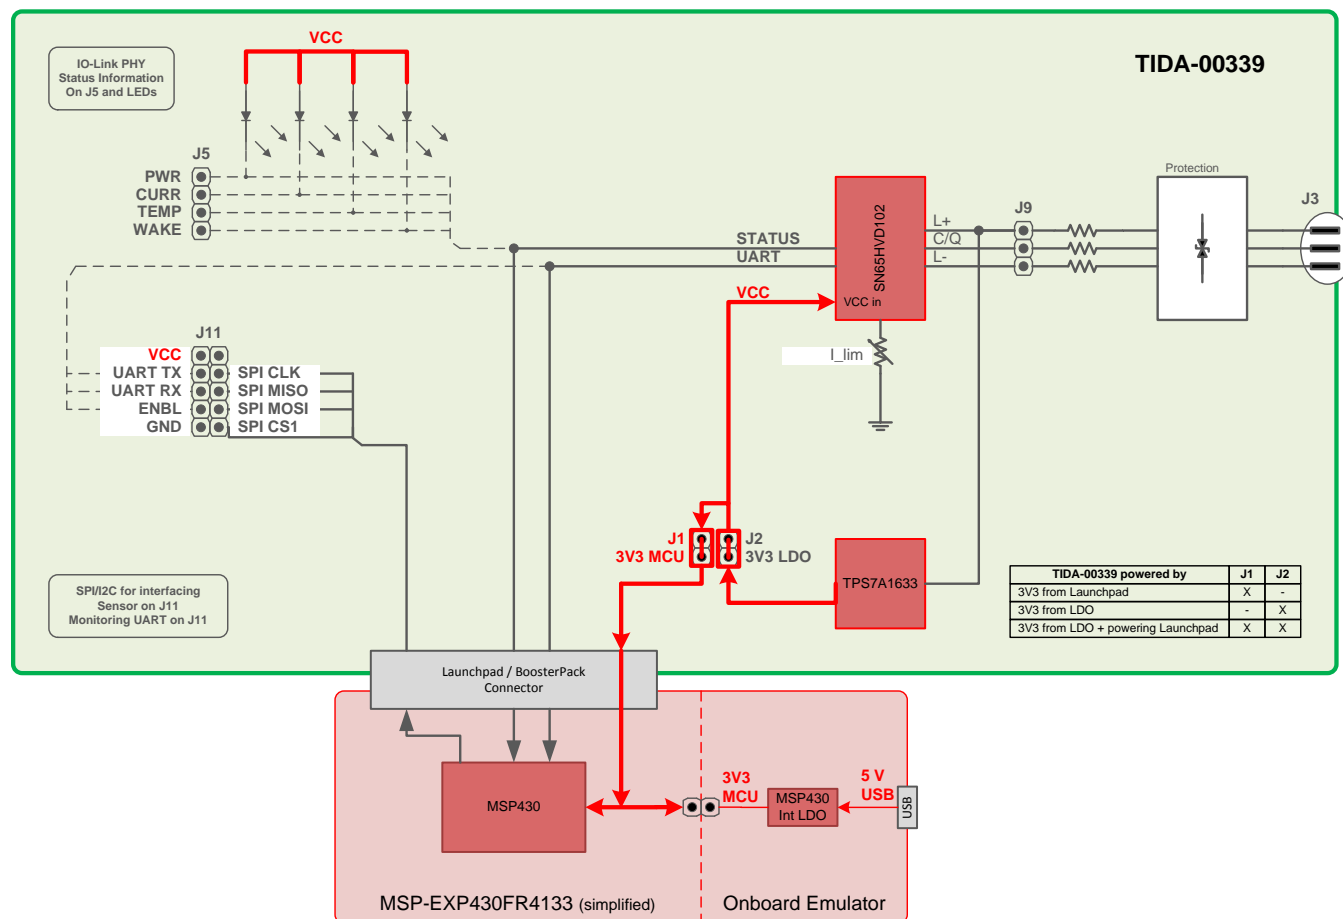 VCC
TIDA-00339
IO-Link PHY
Status Information
On J5 and LEDs
J5
PWR
CURR
TEMP
WAKE
Protection
J3
J9
L+
C/Q
L-
STATUS
UART
SN65HVD102
VCC
VCC in
I_lim
J11
VCC
UART TX
SPI CLK
UART RX
SPI MISO
ENBL
SPI MOSI
GND
SPI CS1
J1
J2
3V3 MCU
3V3 LDO
TPS7A1633
TIDA-00339 powered by J1 J2
3V3 from Launchpad X -
3V3 from LDO - X
3V3 from LDO + powering Launchpad X X
SPI/I2C for interfacing
Sensor on J11
Monitoring UART on J11
Launchpad / BoosterPack
Connector
MSP430
3V3
MCU
MSP430
Int LDO
5 V
USB
USB
MSP-EXP430FR4133 (simplified)
Onboard Emulator